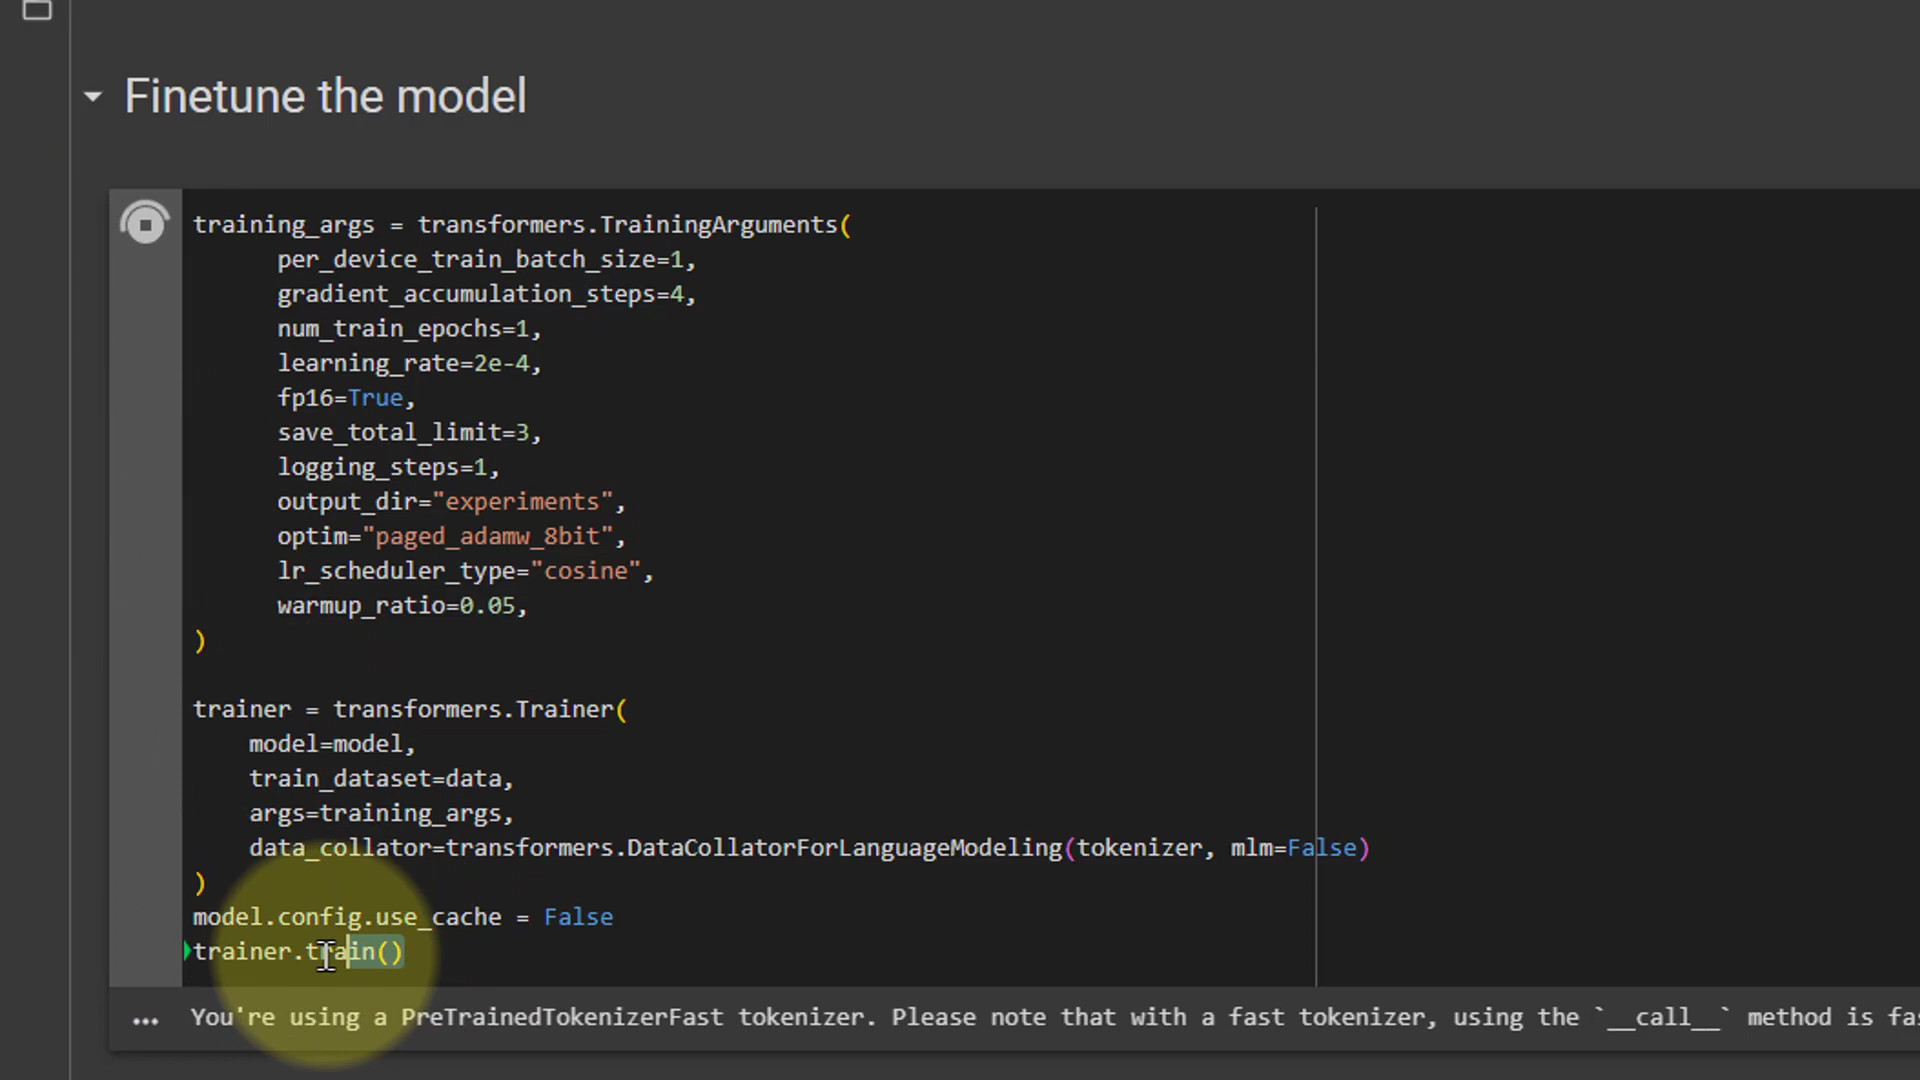 Finetune the model
training_args = transformers.TrainingArguments(
per_device_train_batch_size=1,
gradient_accumulation_steps=4,
num_train_epochs=1,
learning_rate=2e-4,
fp16=True,
save_total_limit=3,
logging_steps=1,
output_dir="experiments",
optim="paged_adamw_8bit",
lr_scheduler_type="cosine",
warmup_ratio=0.05,
)
trainer = transformers.Trainer(
model=model,
train_dataset=data,
args=training_args,
data_collator=transformers.DataCollatorForLanguageModeling(tokenizer, mlm=False)
)
model.config.use_cache = False
trainer.train()
... You're using a PreTrainedTokenizerFast tokenizer. Please note that with a fast tokenizer, using the `__call__` method is fas